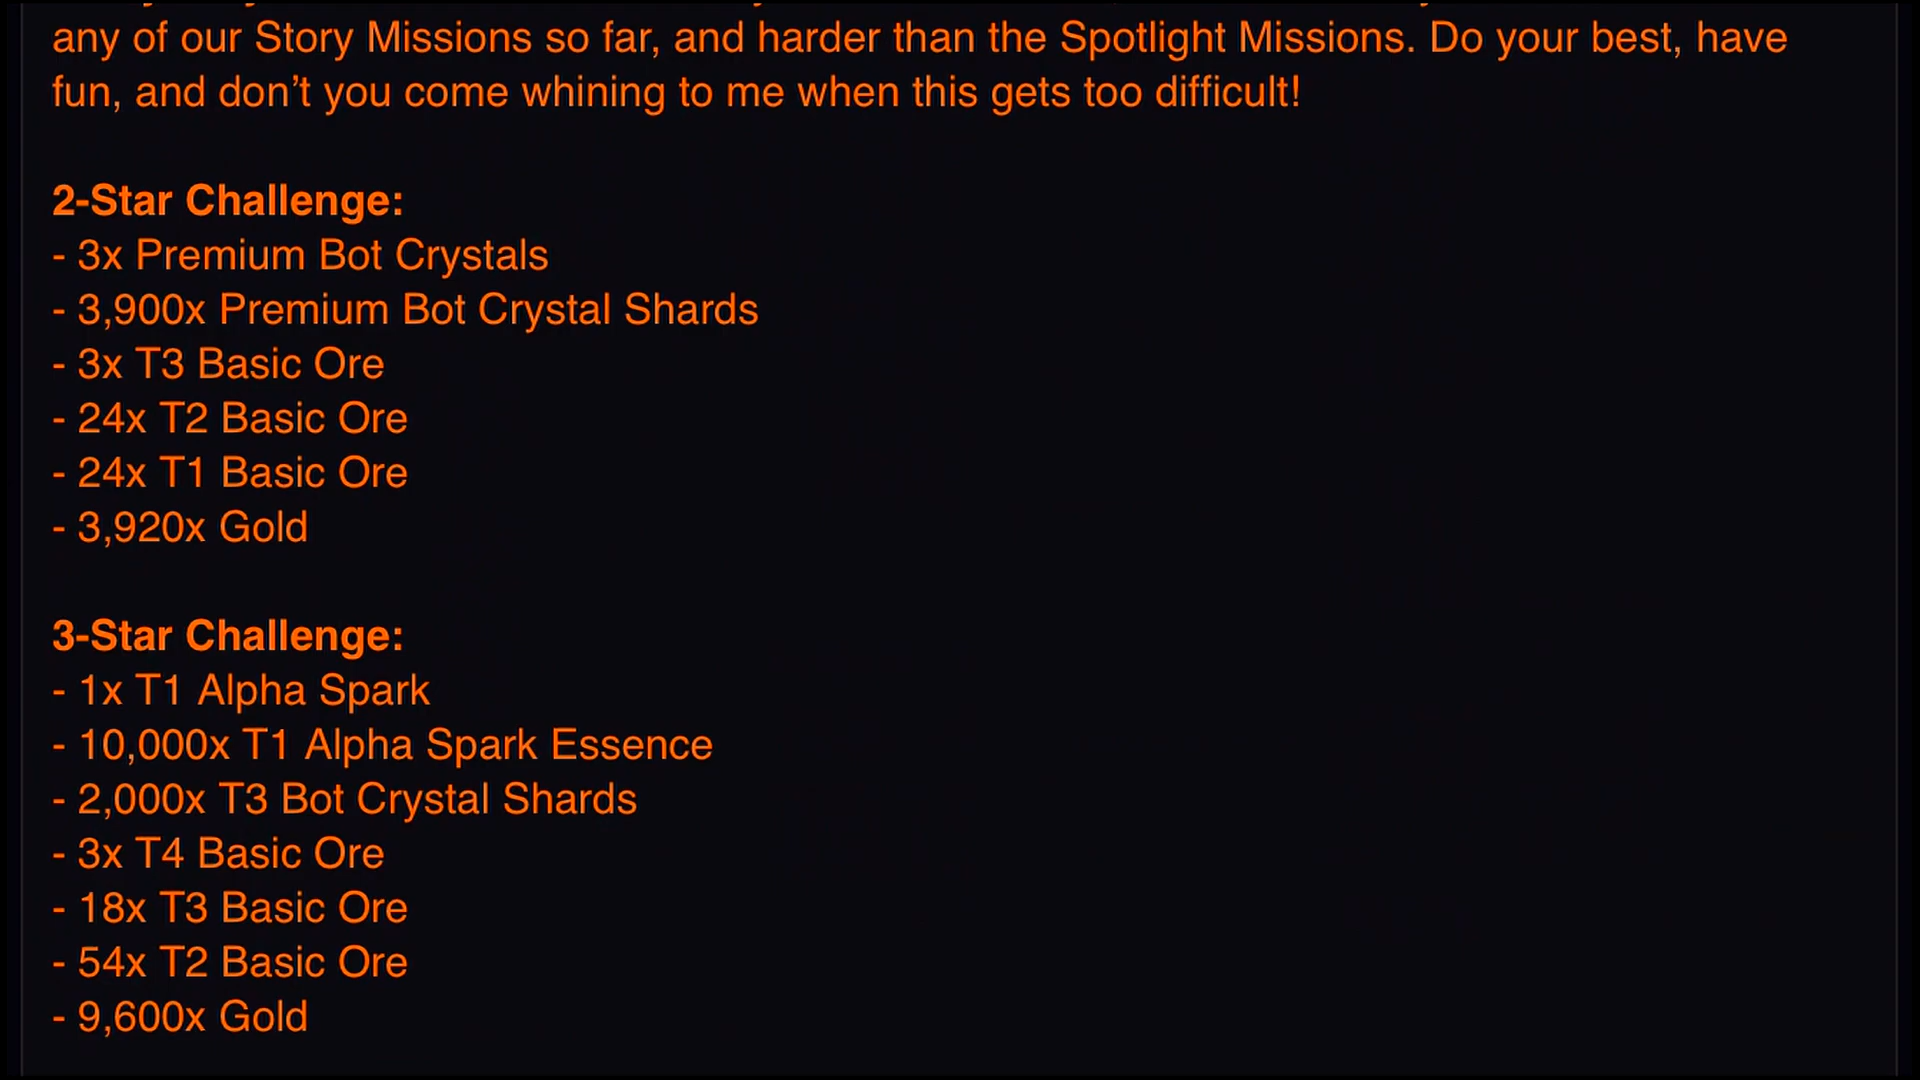 any of our Story Missions so far, and harder than the Spotlight Missions. Do your best, have
fun, and don’t you come whining to me when this gets too difficult!
2-Star Challenge:
- 3x Premium Bot Crystals
- 3,900x Premium Bot Crystal Shards
- 3x T3 Basic Ore
- 24x T2 Basic Ore
- 24x T1 Basic Ore
- 3,920x Gold
3-Star Challenge:
- 1x T1 Alpha Spark
- 10,000x T1 Alpha Spark Essence
- 2,000x T3 Bot Crystal Shards
- 3x T4 Basic Ore
- 18x T3 Basic Ore
- 54x T2 Basic Ore
- 9,600x Gold